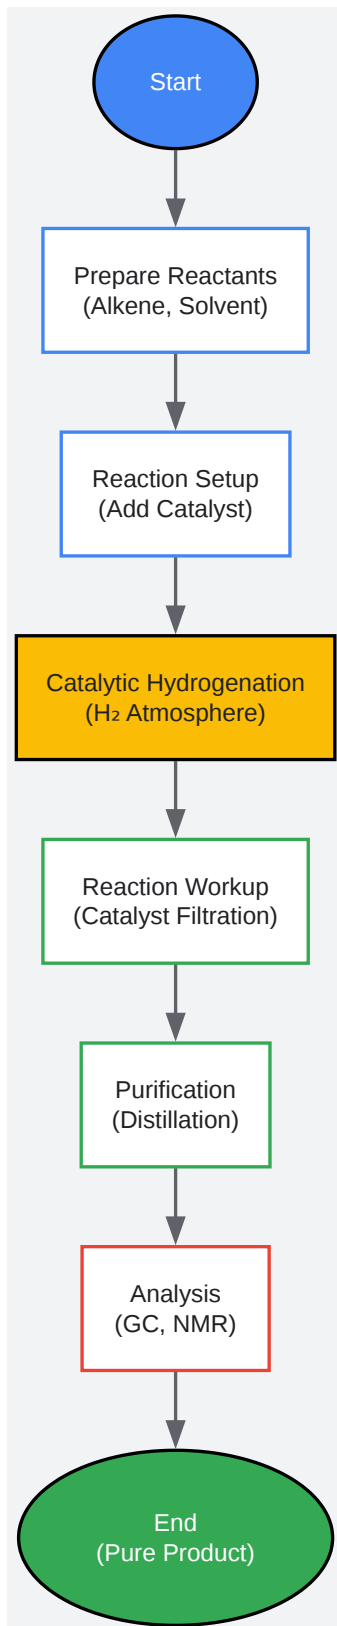 Start
Prepare Reactants
(Alkene, Solvent)
Reaction Setup
(Add Catalyst)
Catalytic Hydrogenation
(H₂ Atmosphere)
Reaction Workup
(Catalyst Filtration)
Purification
(Distillation)
Analysis
(GC, NMR)
End
(Pure Product)